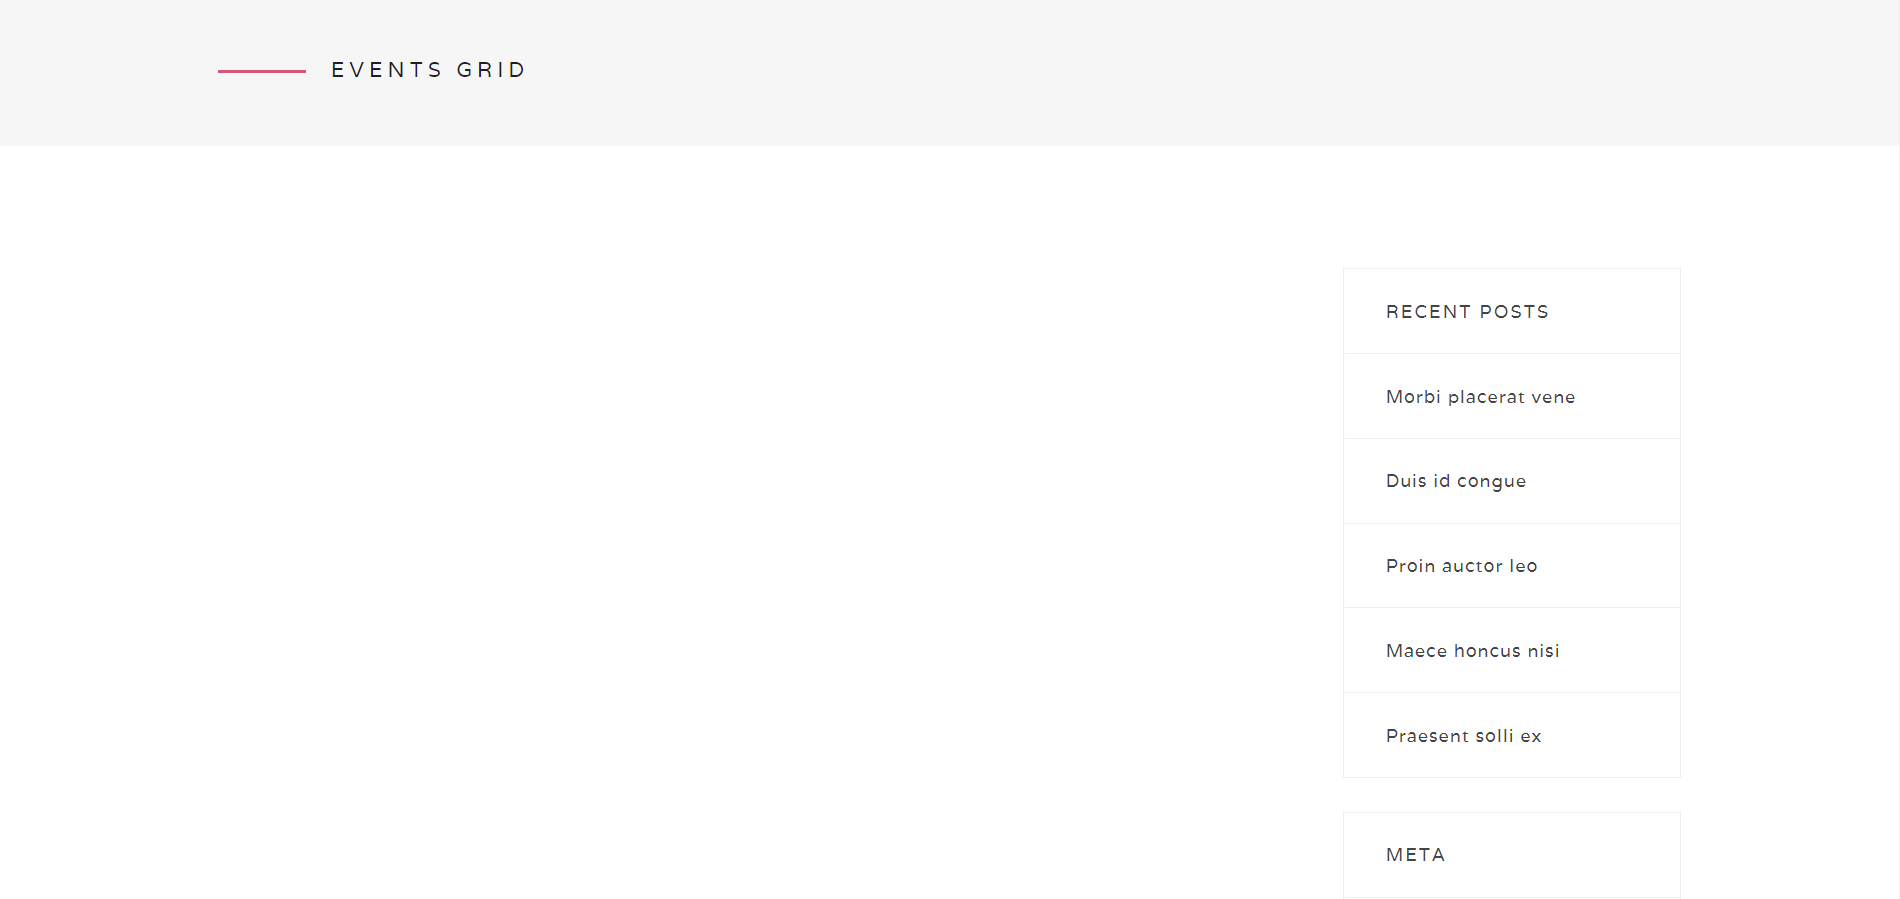 EVENTS GRID
RECENT POSTS
Morbi placerat vene
Duis id congue
Proin auctor leo
Maece honcus nisi
Praesent solli ex
META